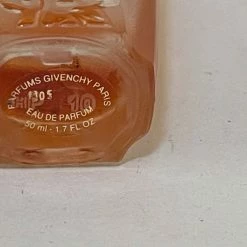 PARFUMS GIVENCHY PARIS
EAU DE PARFUM
50 ml - 1.7 FL OZ